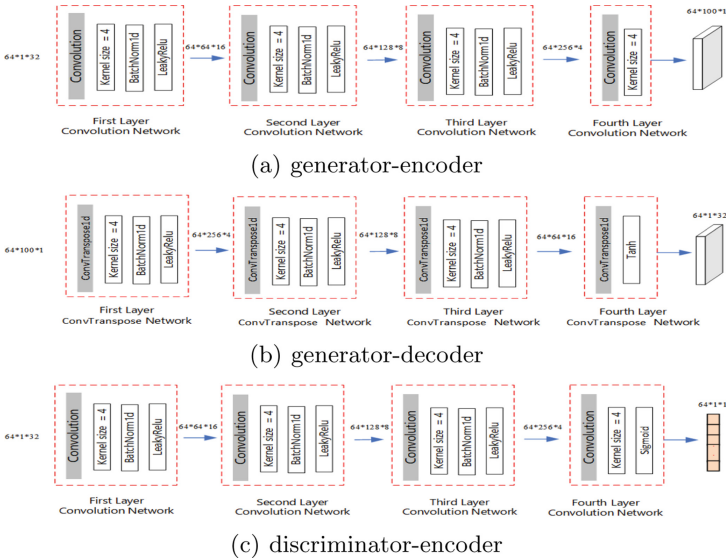 64*1*32
Convolution
Kernel size = 4
BatchNorm1d
LeakyRelu
64*64*16
Convolution
Kernel size = 4
BatchNorm1d
LeakyRelu
64*128*8
Convolution
Kernel size = 4
BatchNorm1d
LeakyRelu
64*256*4
Convolution
Kernel size = 4
64*100*1
First Layer
Convolution Network
Second Layer
Convolution Network
Third Layer
Convolution Network
Fourth Layer
Convolution Network
(a) generator-encoder
64*100*1
ConvTranspose1d
Kernel size = 4
BatchNorm1d
LeakyRelu
64*256*4
ConvTranspose1d
Kernel size = 4
BatchNorm1d
LeakyRelu
64*128*8
ConvTranspose1d
Kernel size = 4
BatchNorm1d
LeakyRelu
64*64*16
ConvTranspose1d
Tanh
64*1*32
First Layer
ConvTranspose Network
Second Layer
ConvTranspose Network
Third Layer
ConvTranspose Network
Fourth Layer
ConvTranspose Network
(b) generator-decoder
64*1*32
Convolution
Kernel size = 4
BatchNorm1d
LeakyRelu
64*64*16
Convolution
Kernel size = 4
BatchNorm1d
LeakyRelu
64*128*8
Convolution
Kernel size = 4
BatchNorm1d
LeakyRelu
64*256*4
Convolution
Kernel size = 4
Sigmoid
64*1*1
First Layer
Convolution Network
Second Layer
Convolution Network
Third Layer
Convolution Network
Fourth Layer
Convolution Network
(c) discriminator-encoder